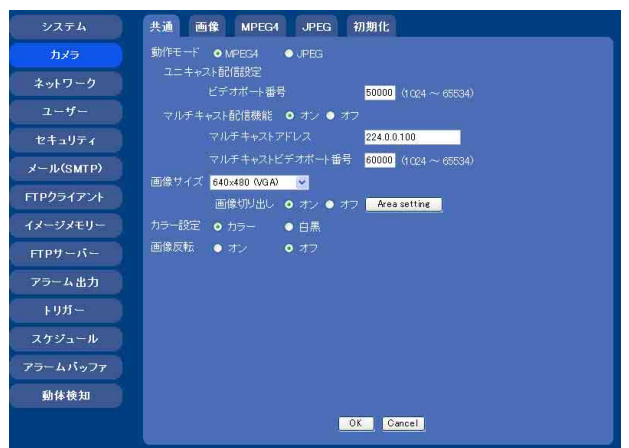 システム
カメラ
ネットワーク
ユーザー
セキュリティ
メール(SMTP)
FTPクライアント
イメージメモリー
FTPサーバー
アラーム出力
トリガー
スケジュール
アラームバッファ
動体検知
共通 画像 MPEG4 JPEG 初期化
動作モード MPEG4 JPEG
ユニキャスト配信設定
ビデオポート番号 50000 (1024 ~ 65534)
マルチキャスト配信機能 オン オフ
マルチキャストアドレス 224.0.0.100
マルチキャストビデオポート番号 60000 (1024 ~ 65534)
画像サイズ 640x480 (VGA)
画像切り出し オン オフ Area setting
カラー設定 カラー 白黒
画像反転 オン オフ
OK Cancel